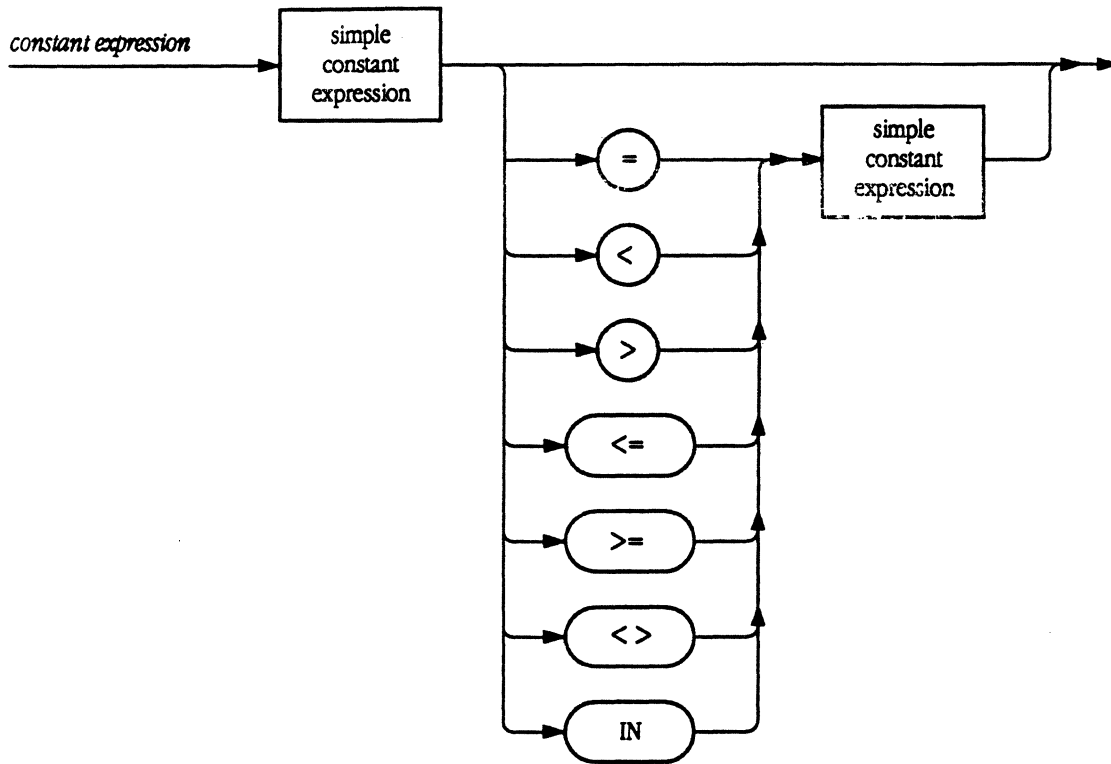 constant expression
simple
constant
expression
simple
constant
expression
=
<
>
<=
>=
<>
IN